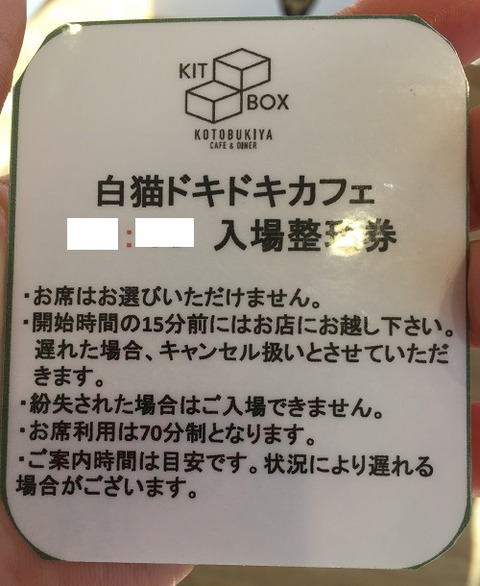 KIT
BOX
KOTOBUKIYA
CAFE & DINER
白猫ドキドキカフェ
: 入場整理券
・お席はお選びいただけません。
・開始時間の15分前にはお店にお越し下さい。
遅れた場合、キャンセル扱いとさせていただ
きます。
・紛失された場合はご入場できません。
・お席利用は70分制となります。
・ご案内時間は目安です。状況により遅れる
場合がございます。